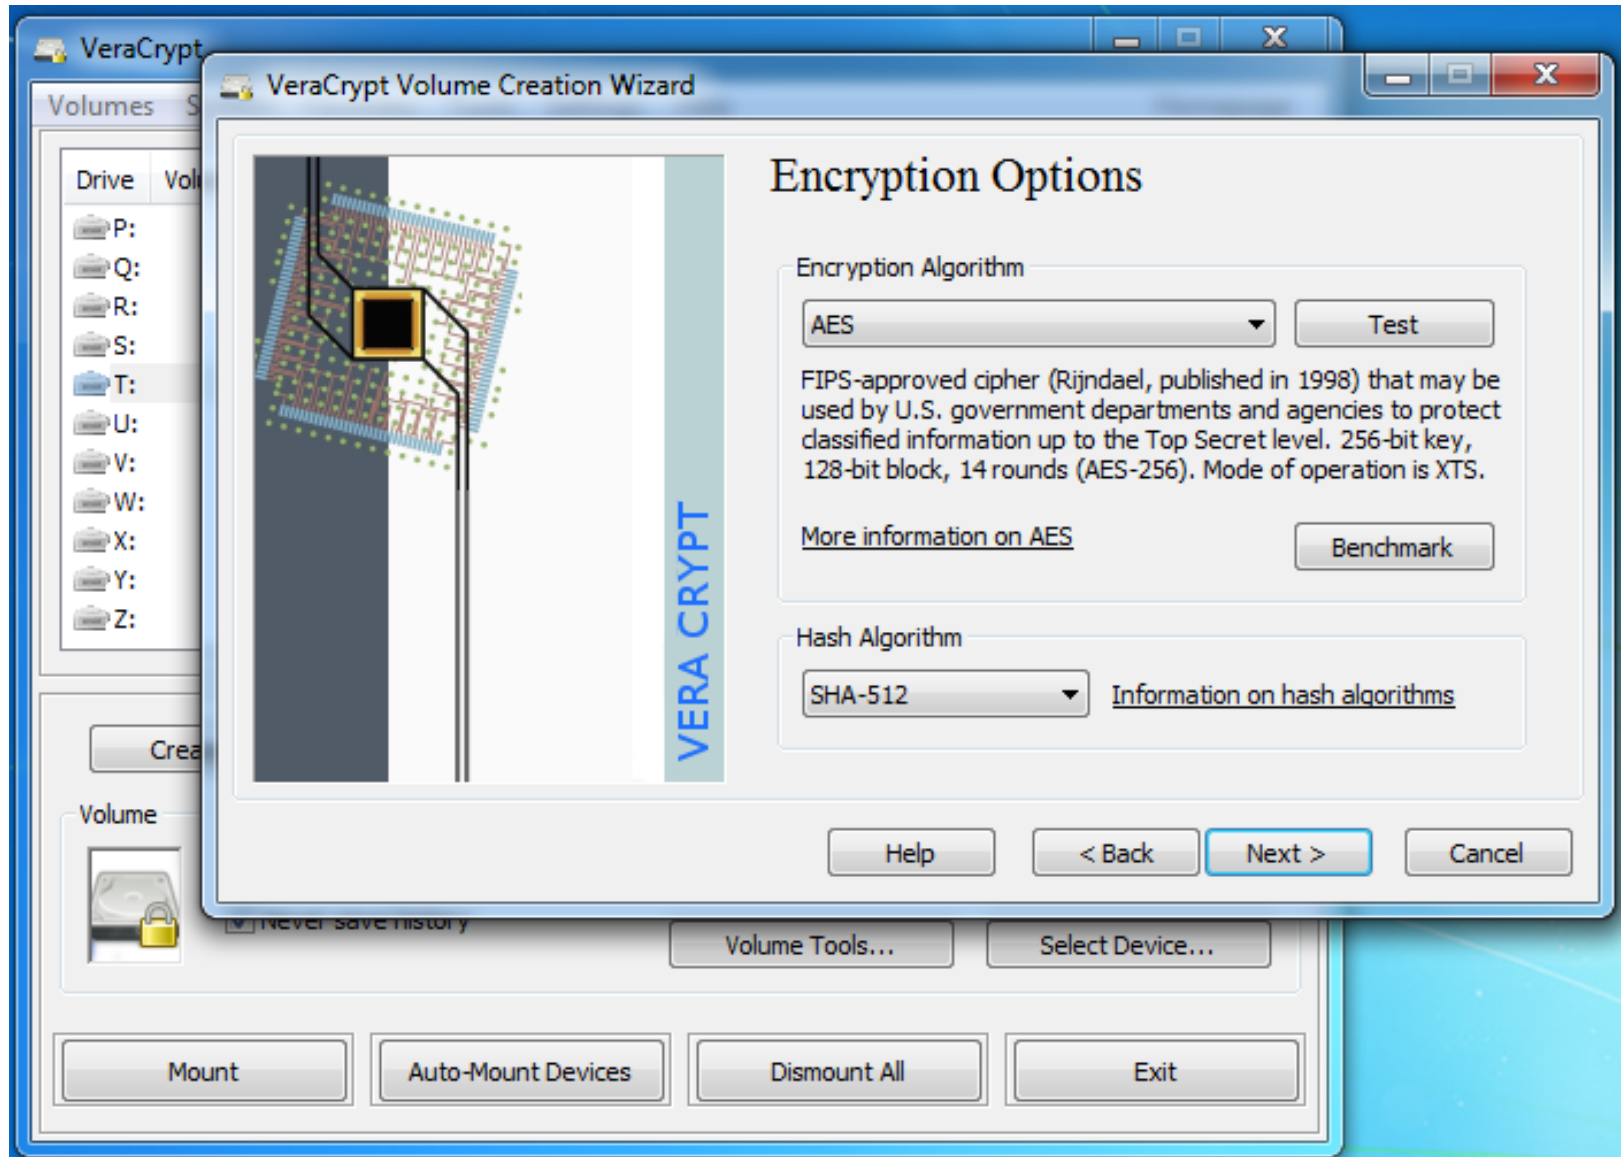 VeraCrypt
VeraCrypt Volume Creation Wizard
Volumes
Drive
P:
Q:
R:
S:
T:
U:
V:
W:
X:
Y:
Z:
VERA CRYPT
Encryption Options
Encryption Algorithm
AES
Test
FIPS-approved cipher (Rijndael, published in 1998) that may be
used by U.S. government departments and agencies to protect
classified information up to the Top Secret level. 256-bit key,
128-bit block, 14 rounds (AES-256). Mode of operation is XTS.
More information on AES
Benchmark
Hash Algorithm
SHA-512
Information on hash algorithms
Help
< Back
Next >
Cancel
Volume
Never save history
Volume Tools...
Select Device...
Mount
Auto-Mount Devices
Dismount All
Exit